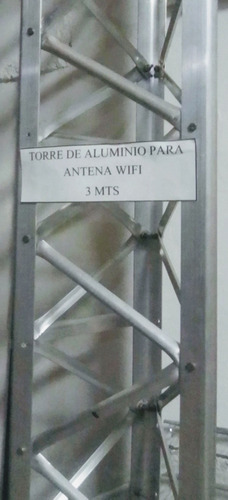 TORRE DE ALUMINIO PARA
ANTENA WIFI
3 MTS